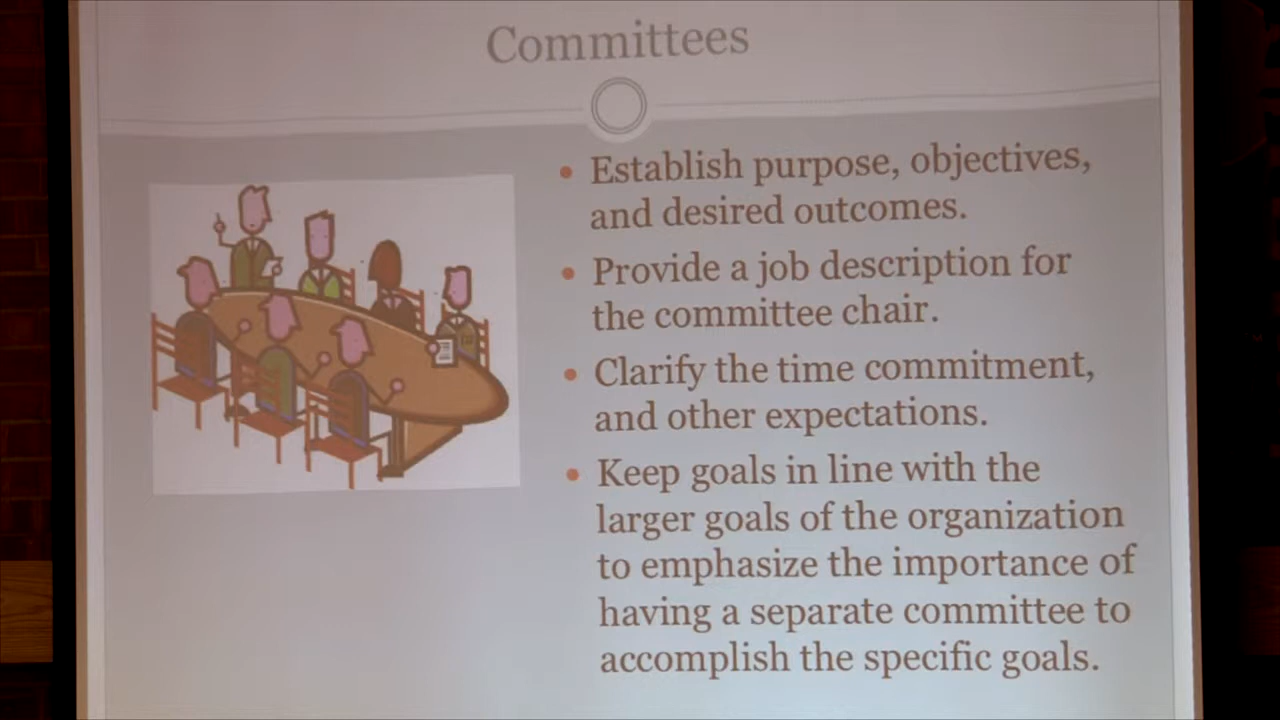 Committees
• Establish purpose, objectives,
and desired outcomes.
• Provide a job description for
the committee chair.
• Clarify the time commitment,
and other expectations.
• Keep goals in line with the
larger goals of the organization
to emphasize the importance of
having a separate committee to
accomplish the specific goals.